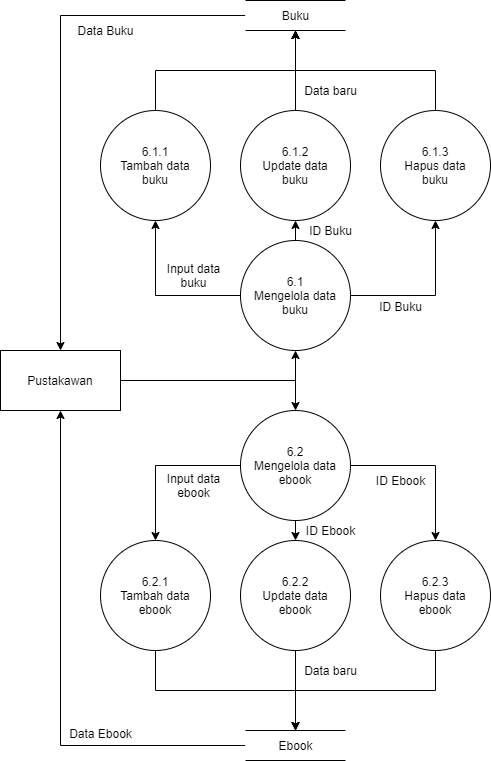 Buku
Data Buku
Data baru
6.1.1
Tambah data
buku
6.1.2
Update data
buku
6.1.3
Hapus data
buku
ID Buku
Input data
buku
6.1
Mengelola data
buku
ID Buku
Pustakawan
6.2
Mengelola data
ebook
Input data
ebook
ID Ebook
ID Ebook
6.2.1
Tambah data
ebook
6.2.2
Update data
ebook
6.2.3
Hapus data
ebook
Data baru
Data Ebook
Ebook